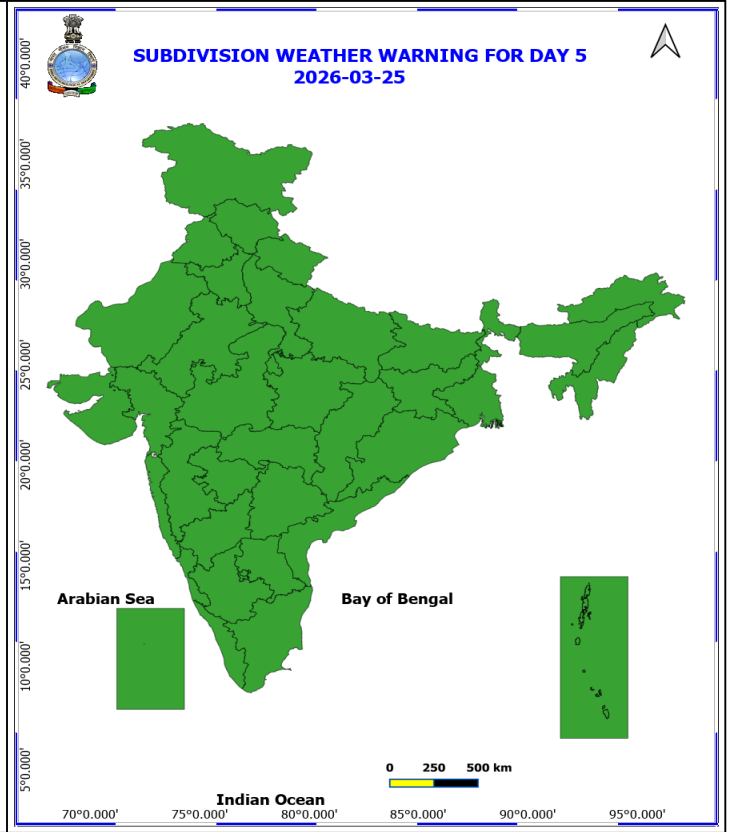 SUBDIVISION WEATHER WARNING FOR DAY 5
2026-03-25
40°0.000'
35°0.000'
30°0.000'
25°0.000'
20°0.000'
15°0.000'
10°0.000'
5°0.000'
Arabian Sea
Bay of Bengal
0 250 500 km
Indian Ocean
70°0.000' 75°0.000' 80°0.000' 85°0.000' 90°0.000' 95°0.000'